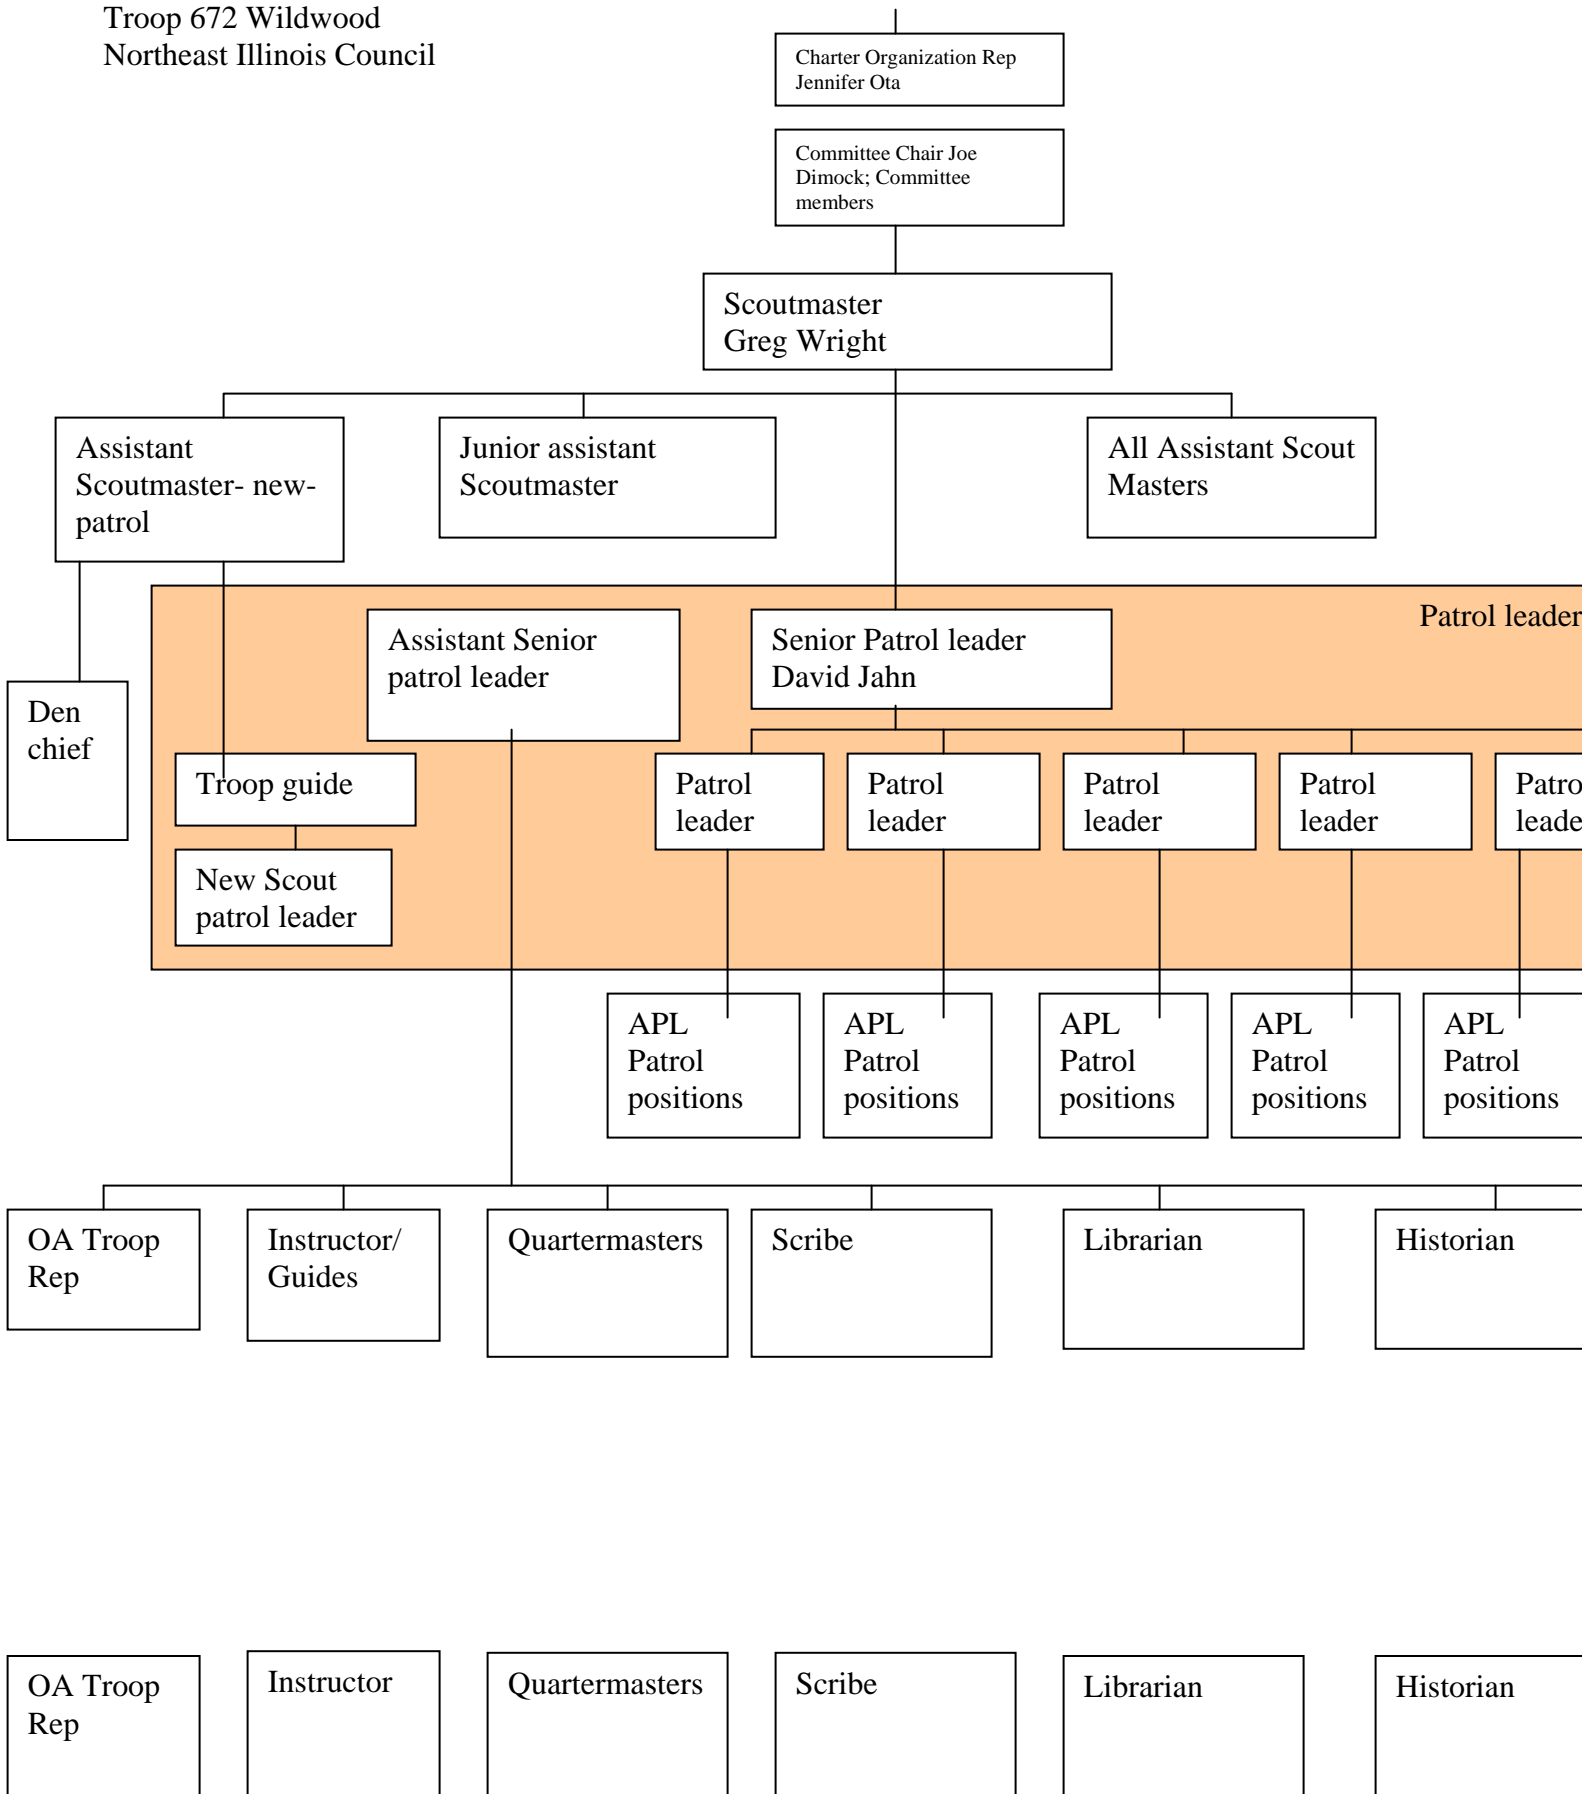 Troop 672 Wildwood
Northeast Illinois Council
Charter Organization Rep
Jennifer Ota
Committee Chair Joe
Dimock; Committee
members
Scoutmaster
Greg Wright
Assistant
Scoutmaster- new-
patrol
Junior assistant
Scoutmaster
All Assistant Scout
Masters
Patrol leader
Assistant Senior
patrol leader
Senior Patrol leader
David Jahn
Den
chief
Troop guide
New Scout
patrol leader
Patrol
leader
Patrol
leader
Patrol
leader
Patrol
leader
Patro
leade
APL
Patrol
positions
APL
Patrol
positions
APL
Patrol
positions
APL
Patrol
positions
APL
Patrol
positions
OA Troop
Rep
Instructor/
Guides
Quartermasters
Scribe
Librarian
Historian
OA Troop
Rep
Instructor
Quartermasters
Scribe
Librarian
Historian